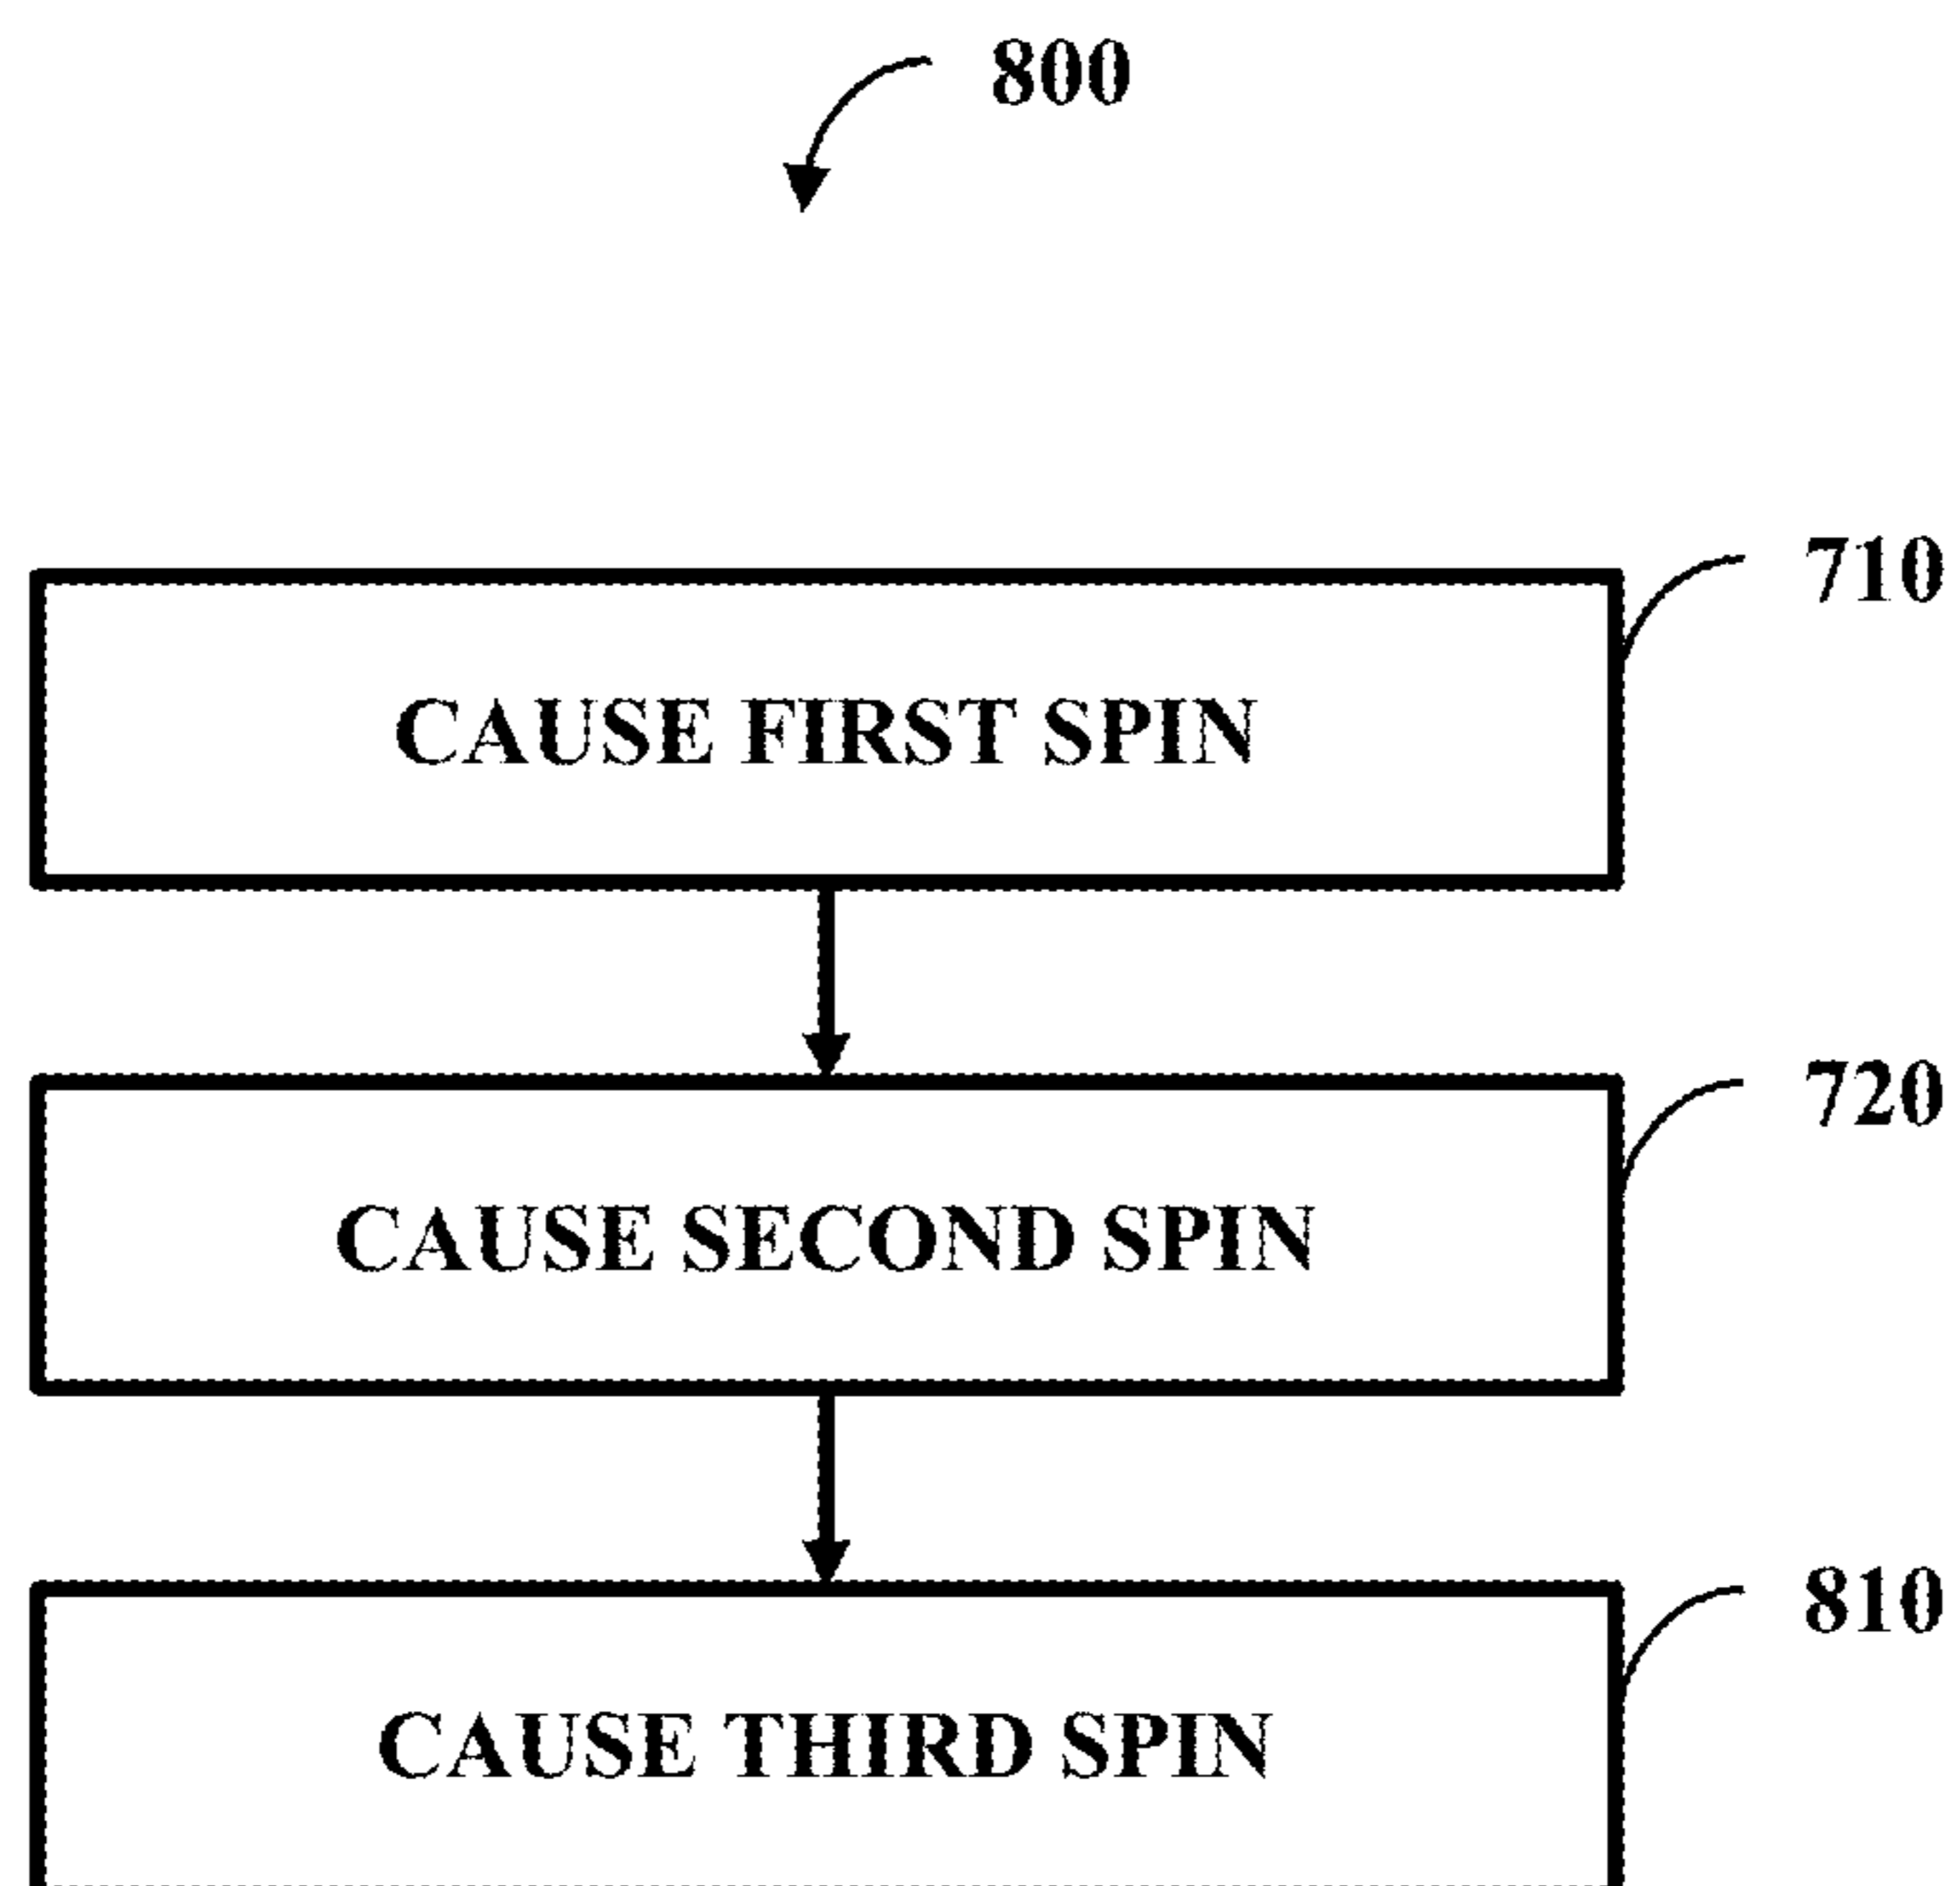 800
710
CAUSE FIRST SPIN
720
CAUSE SECOND SPIN
810
CAUSE THIRD SPIN